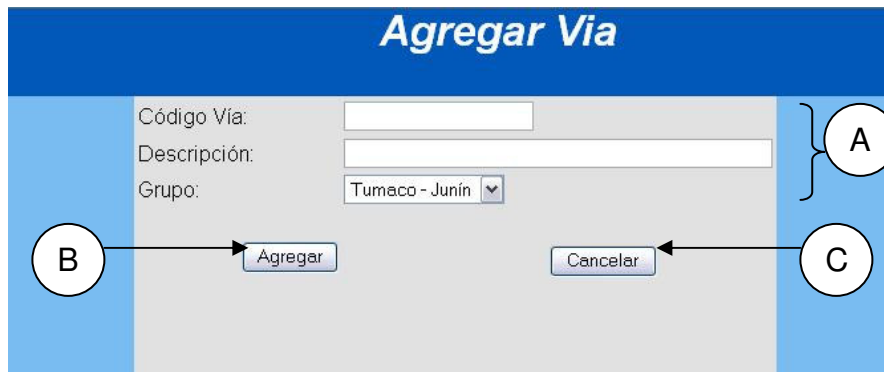 Agregar Via
Código Vía:
A
Descripción:
Grupo: Tumaco - Junín
B Agregar Cancelar C